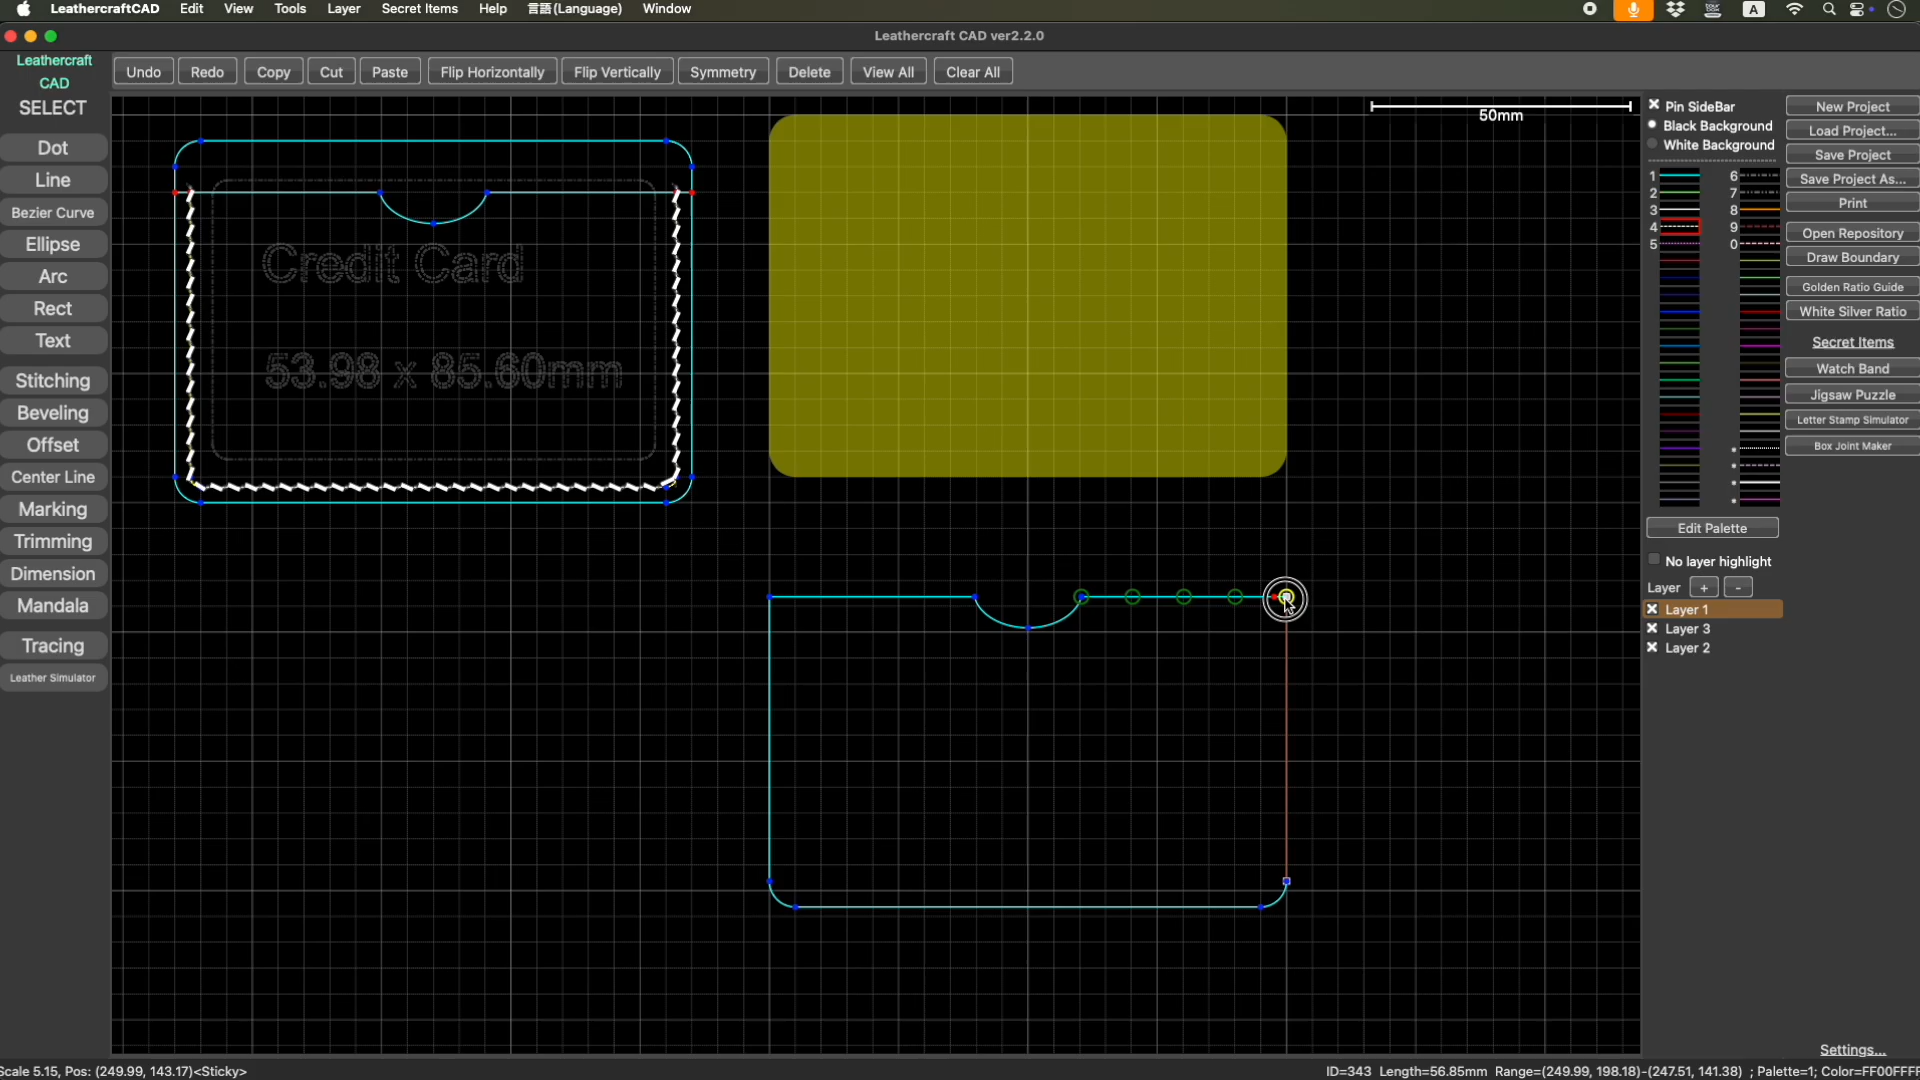 LeathercraftCAD Edit View Tools Layer Secret Items Help 言語(Language) Window
A
Leathercraft CAD ver2.2.0
Leathercraft
CAD
SELECT
Undo Redo Copy Cut Paste Flip Horizontally Flip Vertically Symmetry Delete View All Clear All
Dot
Line
Bezier Curve
Ellipse
Arc
Rect
Text
Stitching
Beveling
Offset
Center Line
Marking
Trimming
Dimension
Mandala
Tracing
Leather Simulator
Credit Card
53.98 x 85.60mm
50mm
Pin SideBar
Black Background
White Background
1 6
2 7
3 8
4 9
5 0
Edit Palette
No layer highlight
Layer + -
Layer 1
Layer 3
Layer 2
New Project
Load Project...
Save Project
Save Project As...
Print
Open Repository
Draw Boundary
Golden Ratio Guide
White Silver Ratio
Secret Items
Watch Band
Jigsaw Puzzle
Letter Stamp Simulator
Box Joint Maker
Settings...
Scale 5.15, Pos: (249.99, 143.17)<Sticky>
ID=343 Length=56.85mm Range=(249.99, 198.18)-(247.51, 141.38) ; Palette=1; Color=FF00FFFF